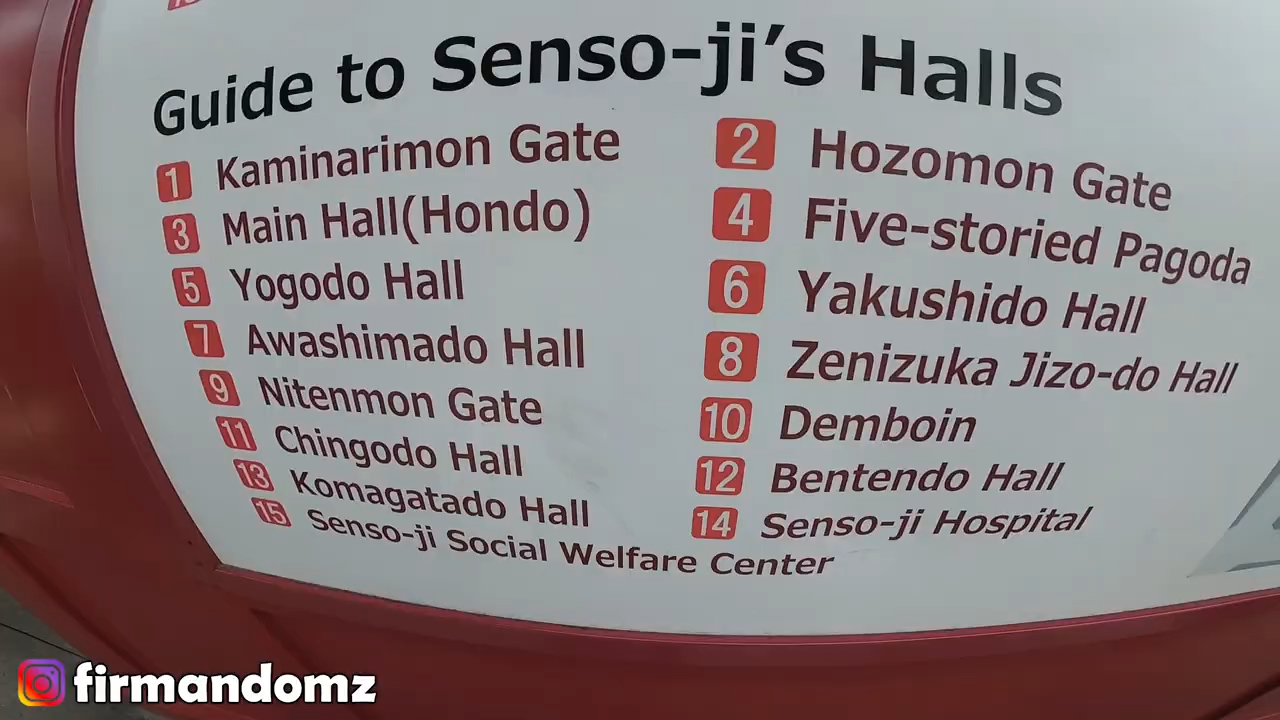 Guide to Senso-ji's Halls
1 Kaminarimon Gate
2 Hozomon Gate
3 Main Hall(Hondo)
4 Five-storied Pagoda
5 Yogodo Hall
6 Yakushido Hall
7 Awashimado Hall
8 Zenizuka Jizo-do Hall
9 Nitenmon Gate
10 Demboin
11 Chingodo Hall
12 Bentendo Hall
13 Komagatado Hall
14 Senso-ji Hospital
15 Senso-ji Social Welfare Center
firmandomz